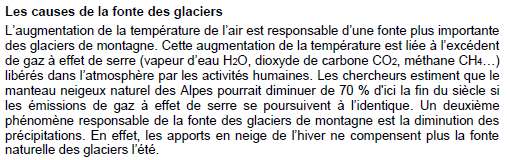 Les causes de la fonte des glaciers
L’augmentation de la température de l’air est responsable d’une fonte plus importante
des glaciers de montagne. Cette augmentation de la température est liée à l’excédent
de gaz à effet de serre (vapeur d’eau H2O, dioxyde de carbone CO2, méthane CH4…)
libérés dans l’atmosphère par les activités humaines. Les chercheurs estiment que le
manteau neigeux naturel des Alpes pourrait diminuer de 70 % d’ici la fin du siècle si
les émissions de gaz à effet de serre se poursuivent à l’identique. Un deuxième
phénomène responsable de la fonte des glaciers de montagne est la diminution des
précipitations. En effet, les apports en neige de l’hiver ne compensent plus la fonte
naturelle des glaciers l’été.